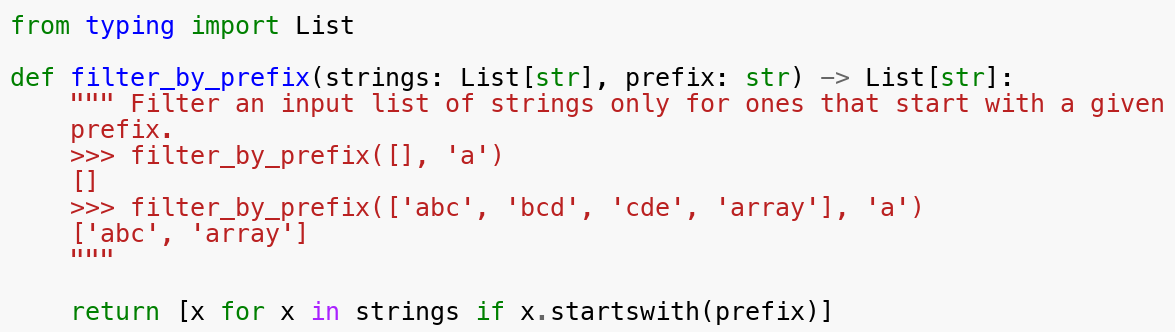 from typing import List

def filter_by_prefix(strings: List[str], prefix: str) -> List[str]:
    """ Filter an input list of strings only for ones that start with a given
    prefix.
    >>> filter_by_prefix([], 'a')
    []
    >>> filter_by_prefix(['abc', 'bcd', 'cde', 'array'], 'a')
    ['abc', 'array']
    """

    return [x for x in strings if x.startswith(prefix)]